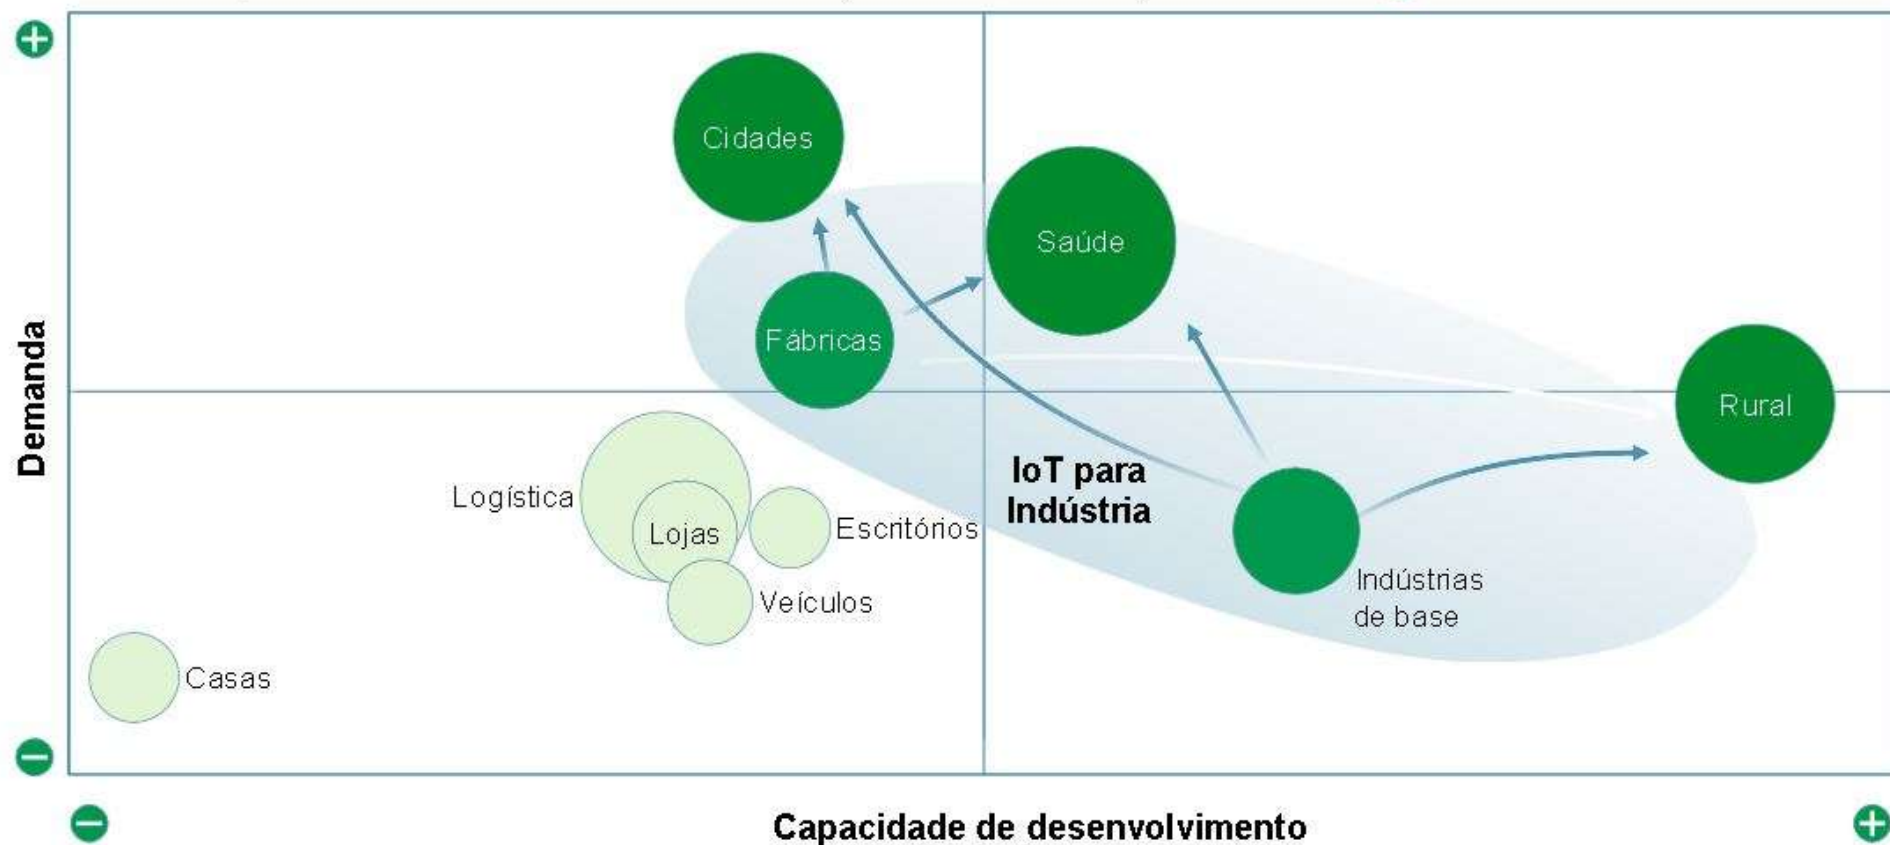 Cidades
Saúde
Fábricas
Rural
Demanda
IoT para
Indústria
Logística
Lojas
Escritórios
Indústrias
de base
Veículos
Casas
Capacidade de desenvolvimento